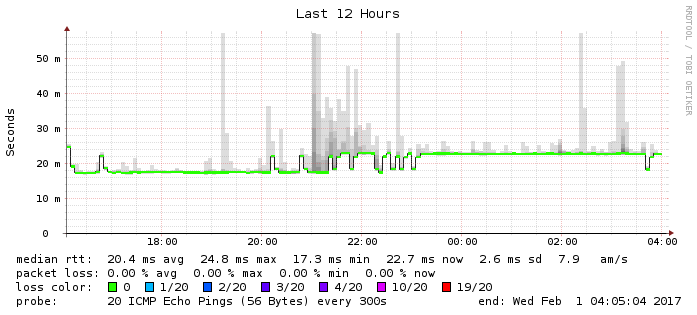 Last 12 Hours
RRDTOOL / TOBI OETIKER
Seconds
50 m
40 m
30 m
20 m
10 m
0
18:00 20:00 22:00 00:00 02:00 04:00
median rtt: 20.4 ms avg 24.8 ms max 17.3 ms min 22.7 ms now 2.6 ms sd 7.9 am/s
packet loss: 0.00 % avg 0.00 % max 0.00 % min 0.00 % now
loss color: 0 1/20 2/20 3/20 4/20 10/20 19/20
probe: 20 ICMP Echo Pings (56 Bytes) every 300s end: Wed Feb 1 04:05:04 2017